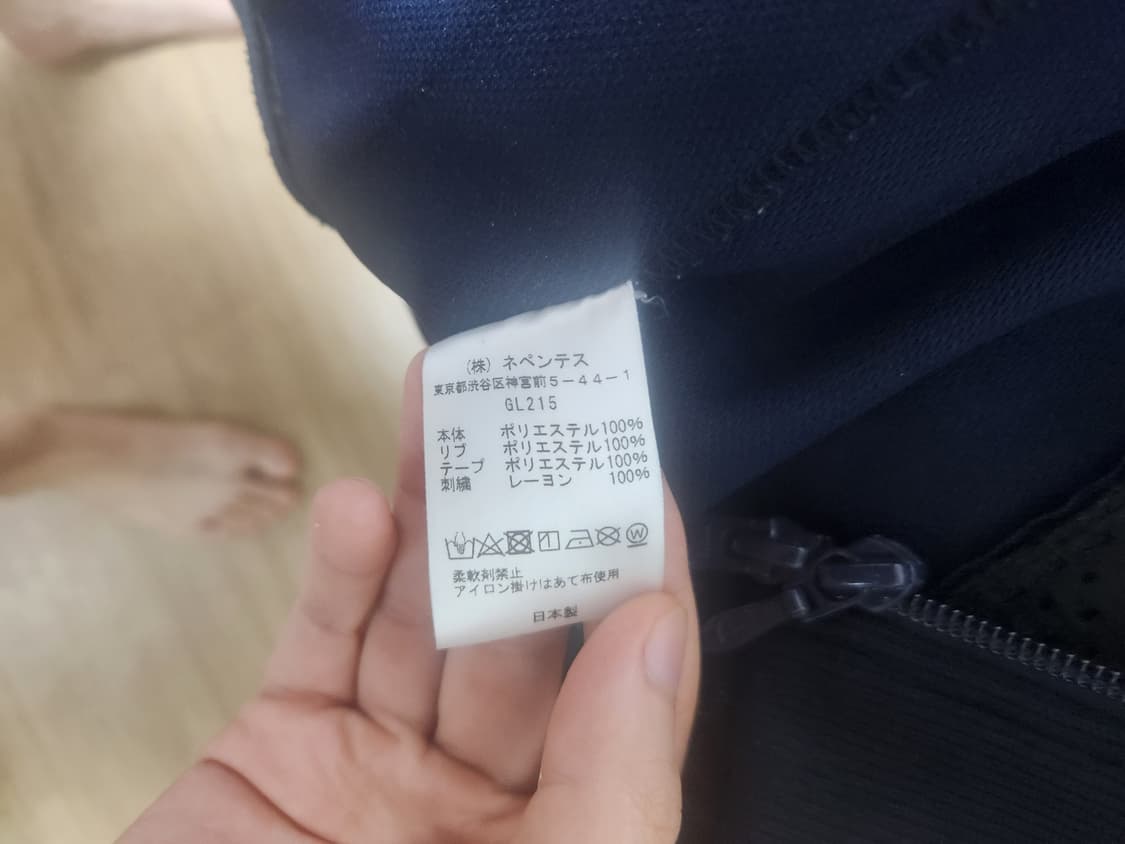 (株) ネペンテス
東京都渋谷区神宮前5-44-1
GL215
本体 ポリエステル100%
リブ ポリエステル100%
テープ ポリエステル100%
刺繍 レーヨン 100%
W
柔軟剤禁止
アイロン掛けはあて布使用
日本製